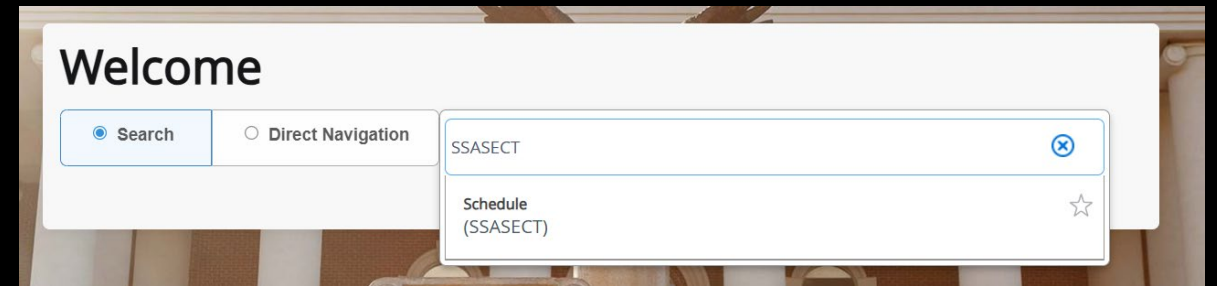 Welcome
Search
Direct Navigation
SSASECT
Schedule
(SSASECT)